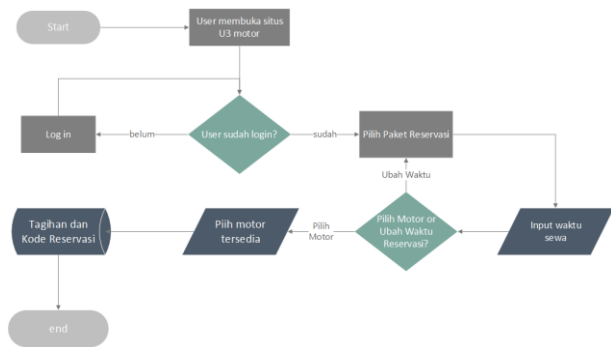 Start
User membuka situs
U3 motor
Log in
belum
User sudah login?
sudah
Pilih Paket Reservasi
Ubah Waktu
Tagihan dan
Kode Reservasi
Piih motor
tersedia
Pilih
Motor
Pilih Motor or
Ubah Waktu
Reservasi?
Input waktu
sewa
end